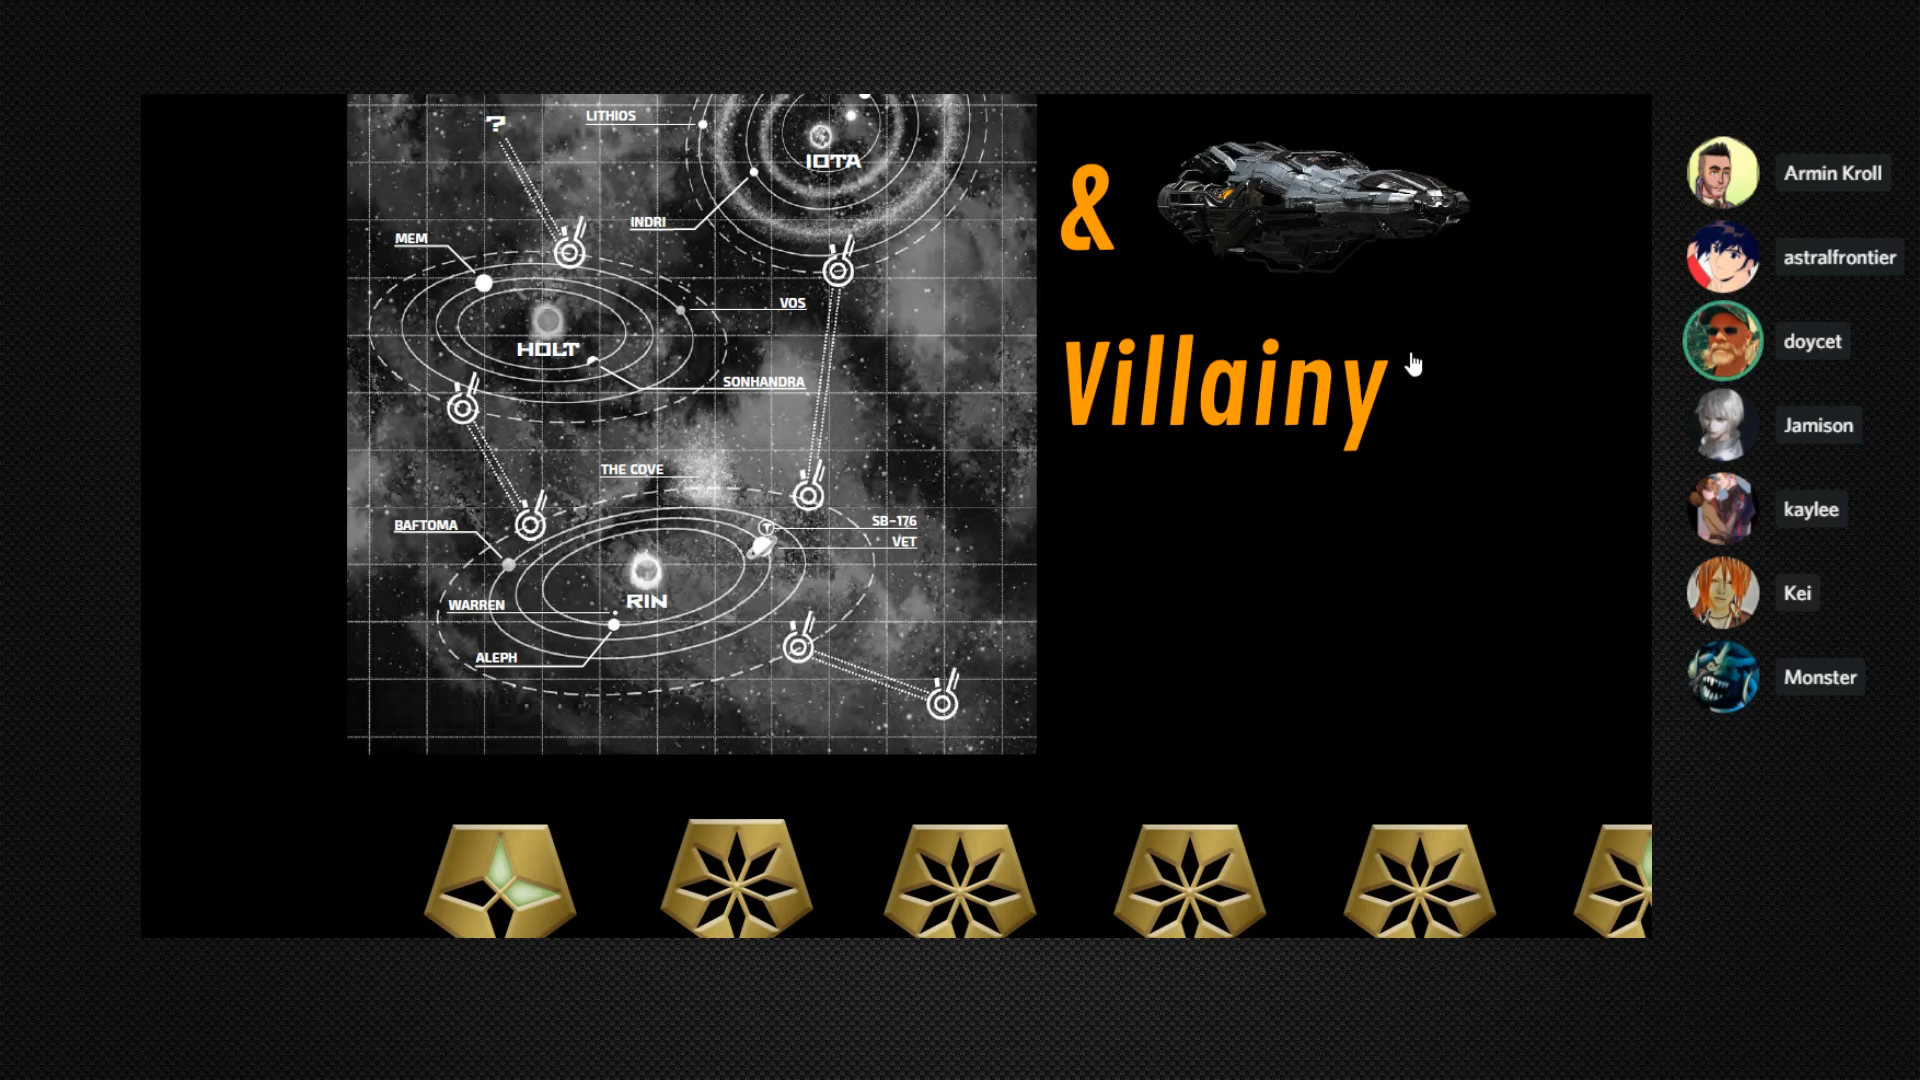 ?
LITHIOS
IOTA
INDRI
MEM
VOS
HOLT
SONHANDRA
THE COVE
BAFTOMA
SB-176
VET
WARREN
RIN
ALEPH
&
Villainy
Armin Kroll
astralfrontier
doycet
Jamison
kaylee
Kei
Monster